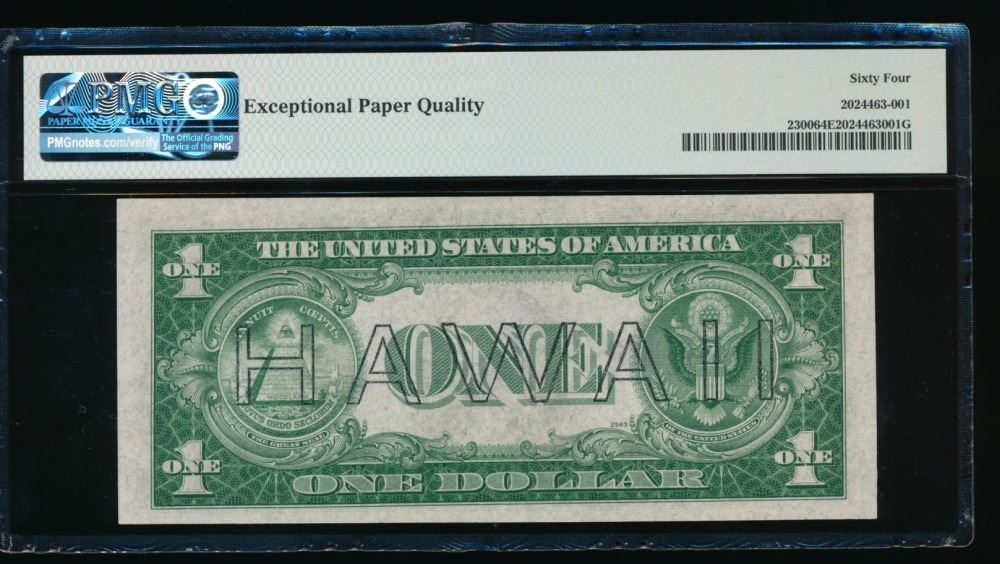 PMG
PAPER MONEY GUARANTY
PMGnotes.com/verify
The Official Grading
Service of the PNG
Exceptional Paper Quality
Sixty Four
2024463-001
230064E2024463001G
THE UNITED STATES OF AMERICA
1
ONE
1
ONE
ANNUIT CŒPTIS
HAWAII
ONE
NOVUS ORDO SECLORUM
THE GREAT SEAL
OF THE UNITED STATES
1
ONE
1
ONE
ONE DOLLAR